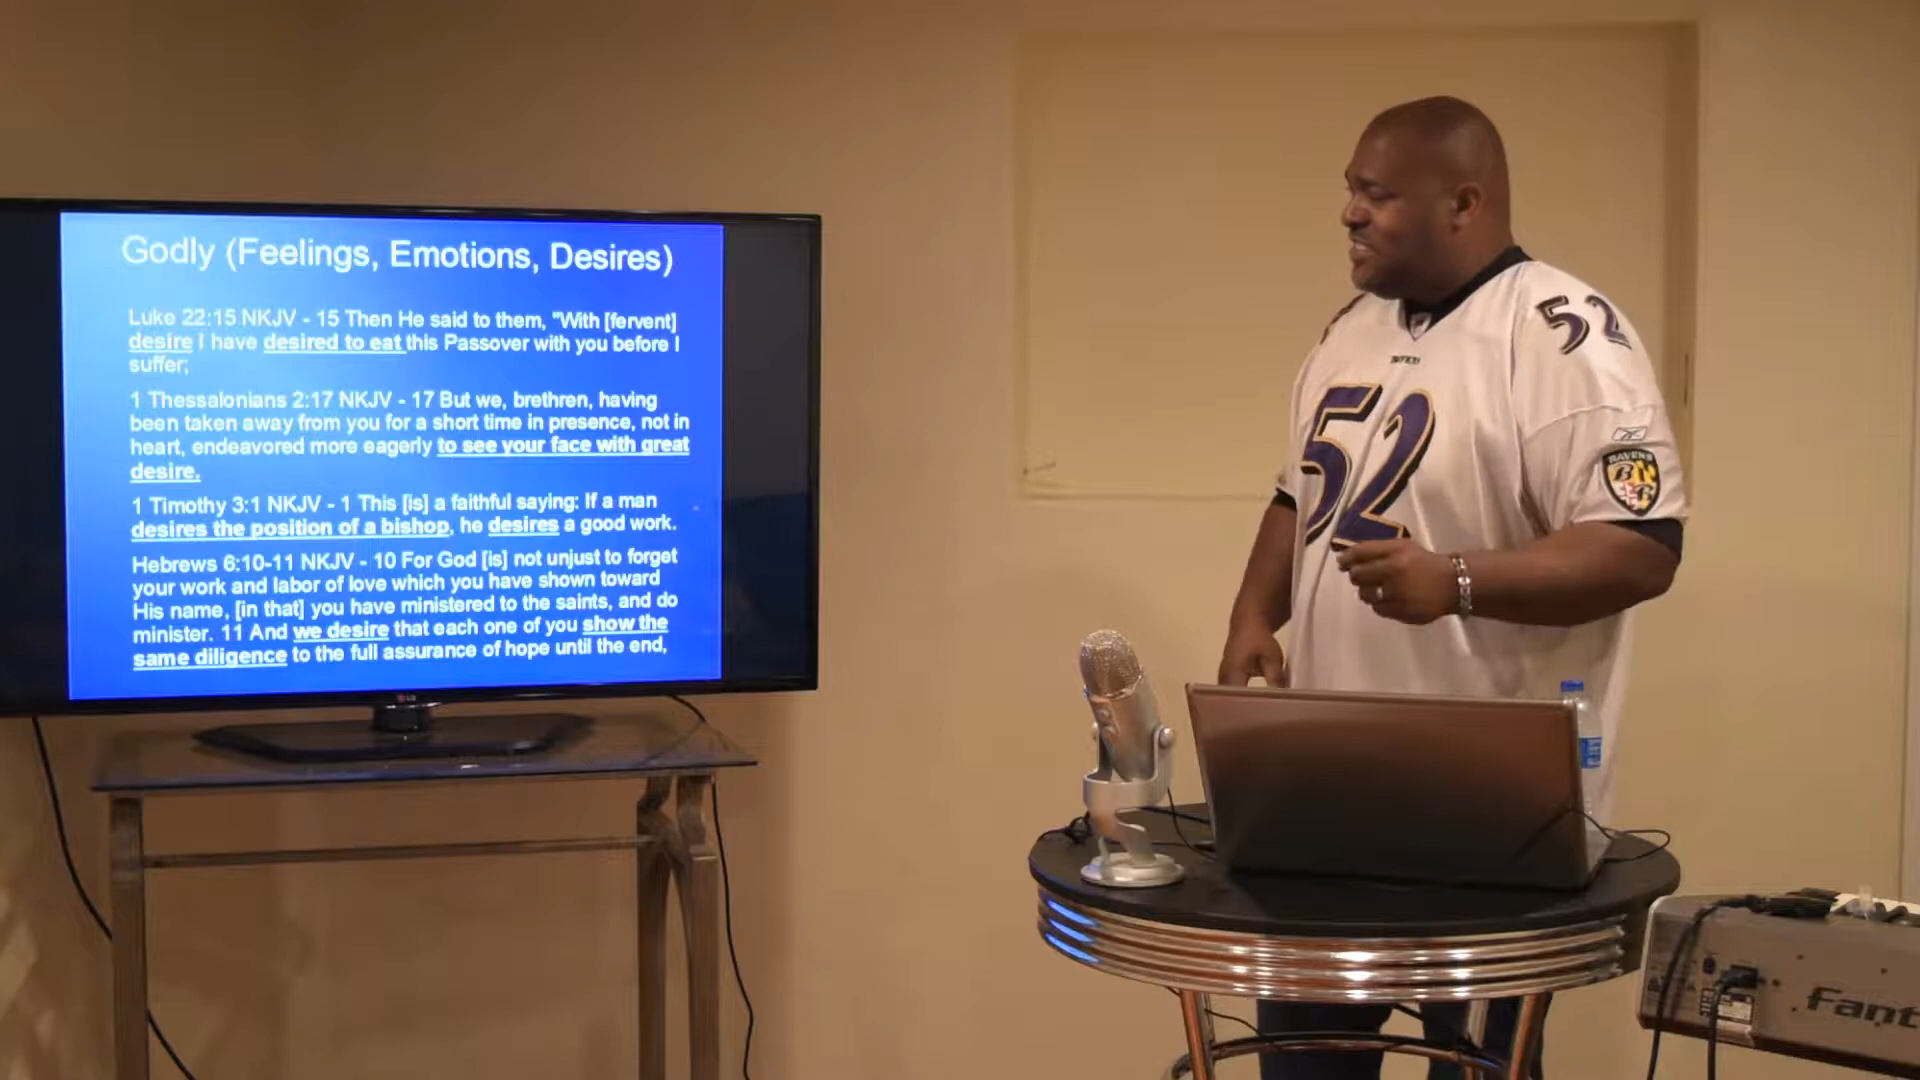 Godly (Feelings, Emotions, Desires)
Luke 22:15 NKJV - 15 Then He said to them, "With [fervent]
desire I have desired to eat this Passover with you before I
suffer;
1 Thessalonians 2:17 NKJV - 17 But we, brethren, having
been taken away from you for a short time in presence, not in
heart, endeavored more eagerly to see your face with great
desire.
1 Timothy 3:1 NKJV - 1 This [is] a faithful saying: If a man
desires the position of a bishop, he desires a good work.
Hebrews 6:10-11 NKJV - 10 For God [is] not unjust to forget
your work and labor of love which you have shown toward
His name, [in that] you have ministered to the saints, and do
minister. 11 And we desire that each one of you show the
same diligence to the full assurance of hope until the end,
LG
52
RAVENS
52
RAVENS
B
Fant